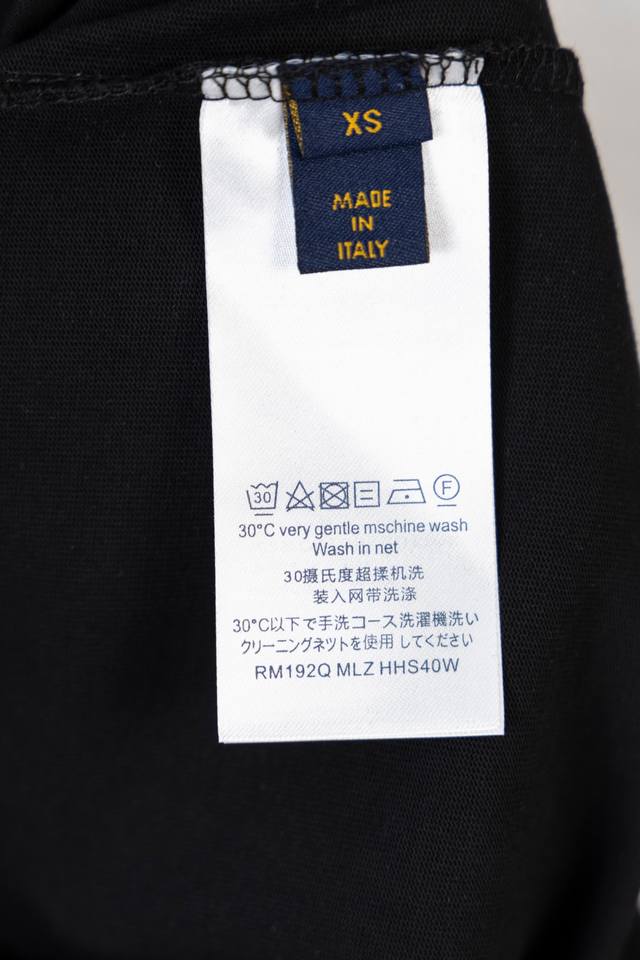 XS
MADE
IN
ITALY
30 F
30°C very gentle mschine wash
Wash in net
30摄氏度超揉机洗
装入网带洗涤
30°C以下で手洗コース洗濯機洗い
クリーニングネツトを使用してください
RM192Q MLZ HHS40W